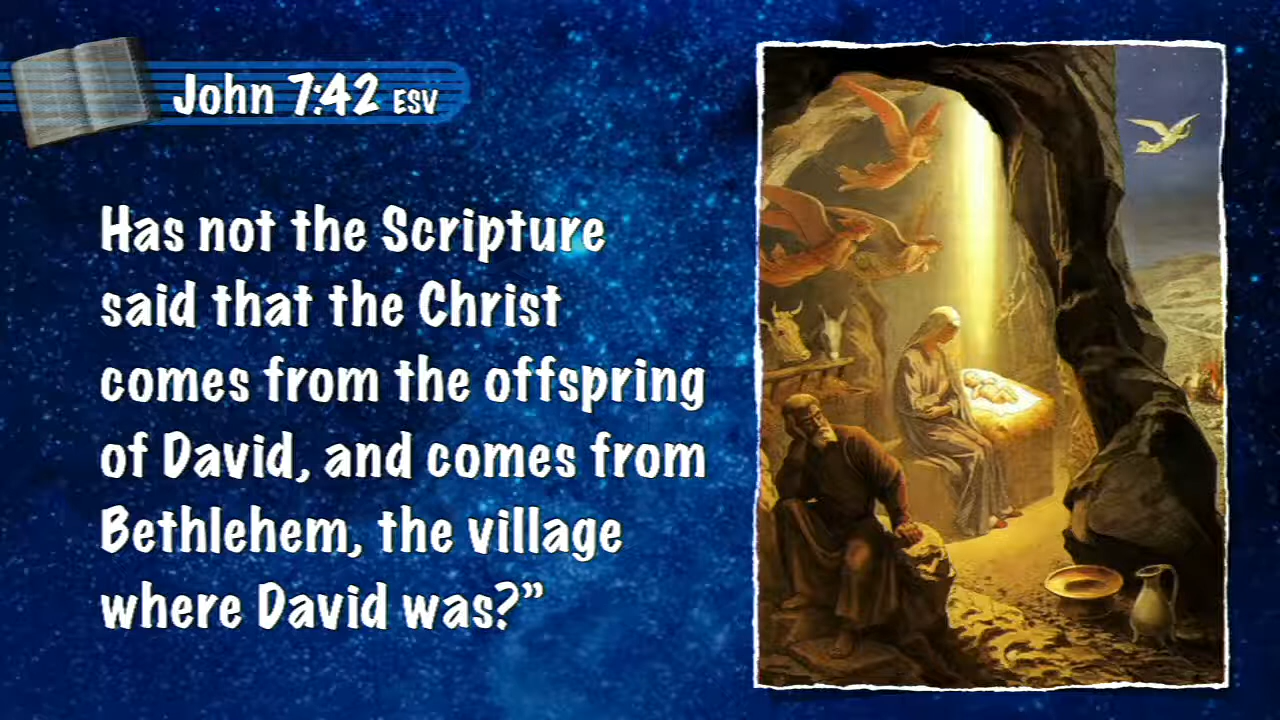 John 7:42 ESV
Has not the Scripture
said that the Christ
comes from the offspring
of David, and comes from
Bethlehem, the village
where David was?”